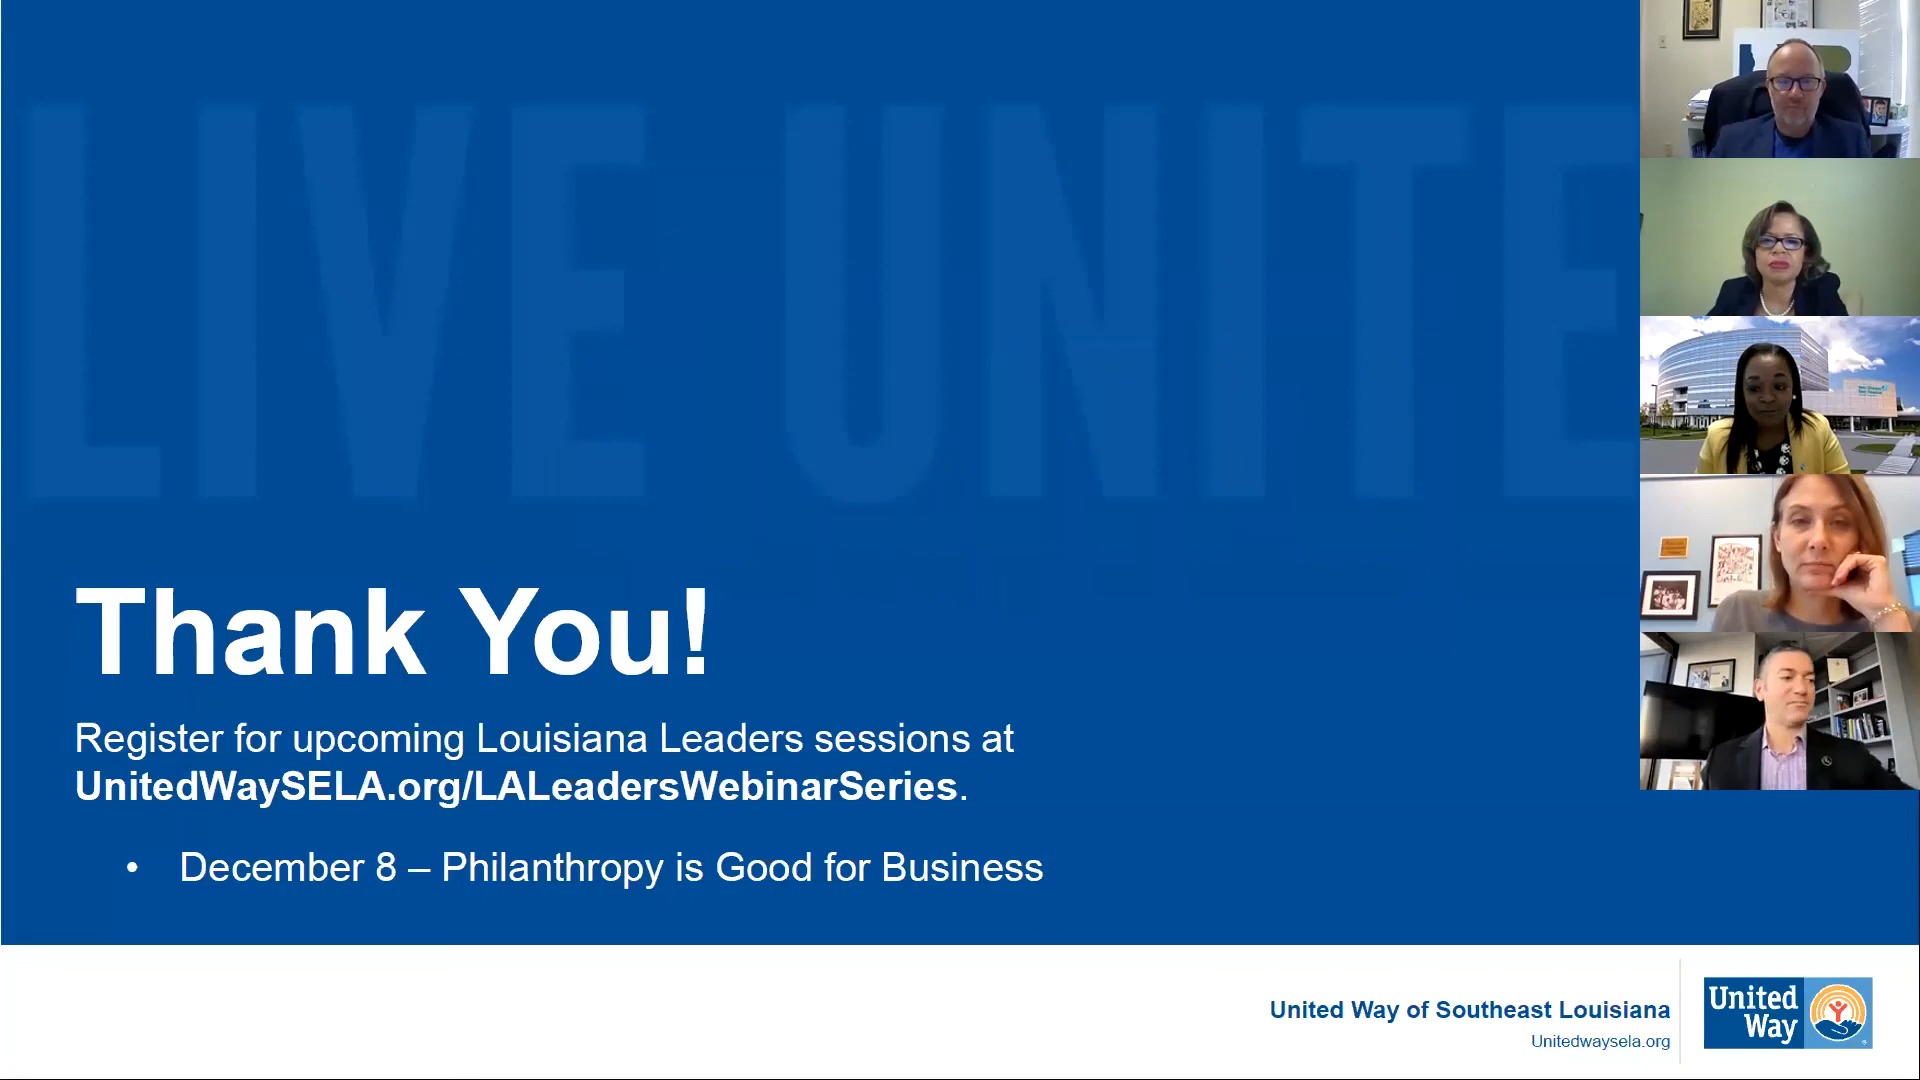 LIVE UNITE
Thank You!
Register for upcoming Louisiana Leaders sessions at
UnitedWaySELA.org/LALeadersWebinarSeries.
• December 8 – Philanthropy is Good for Business
United Way of Southeast Louisiana
Unitedwaysela.org
United
Way